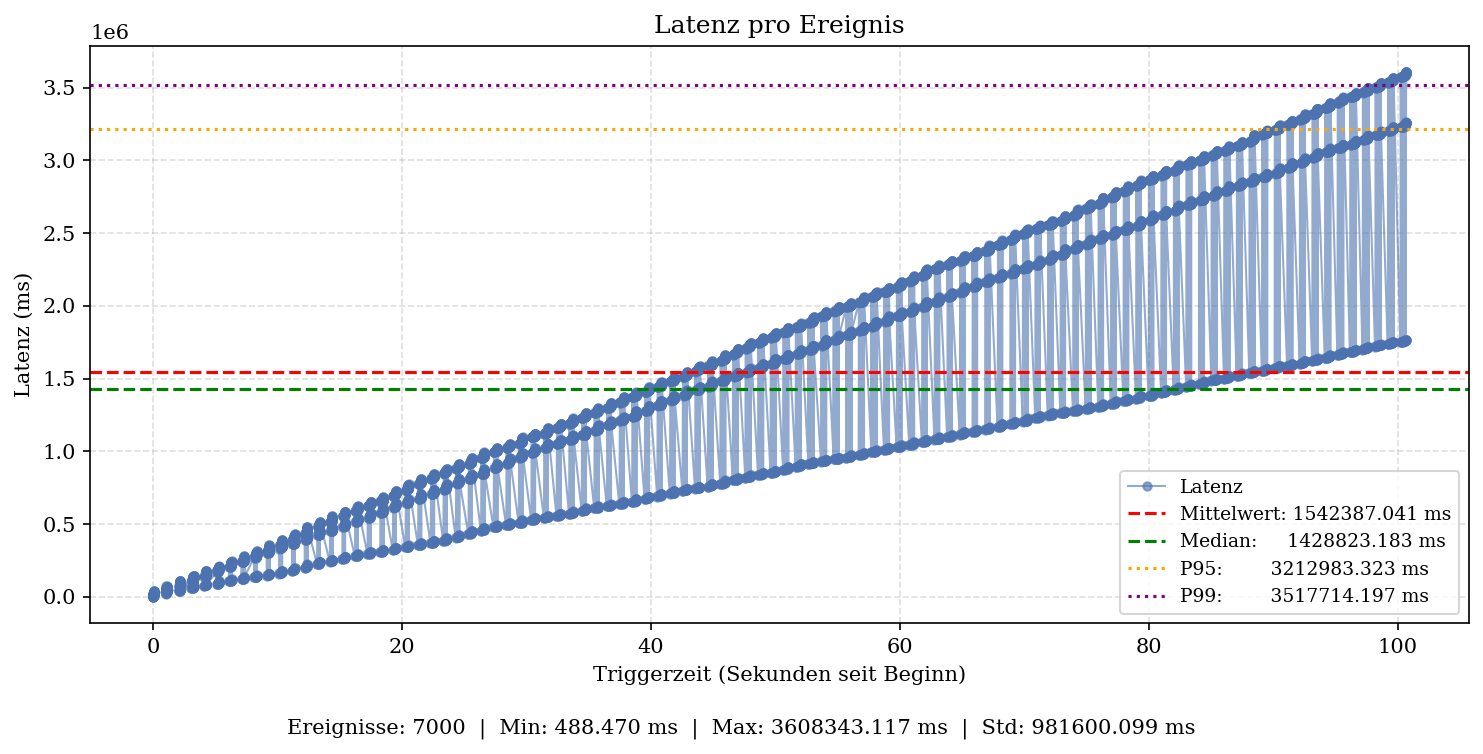 Latenz pro Ereignis
1e6
3.5
3.0
2.5
2.0
1.5
1.0
0.5
0.0
Latenz (ms)
Latenz
Mittelwert: 1542387.041 ms
Median: 1428823.183 ms
P95: 3212983.323 ms
P99: 3517714.197 ms
0 20 40 60 80 100
Triggerzeit (Sekunden seit Beginn)
Ereignisse: 7000 | Min: 488.470 ms | Max: 3608343.117 ms | Std: 981600.099 ms